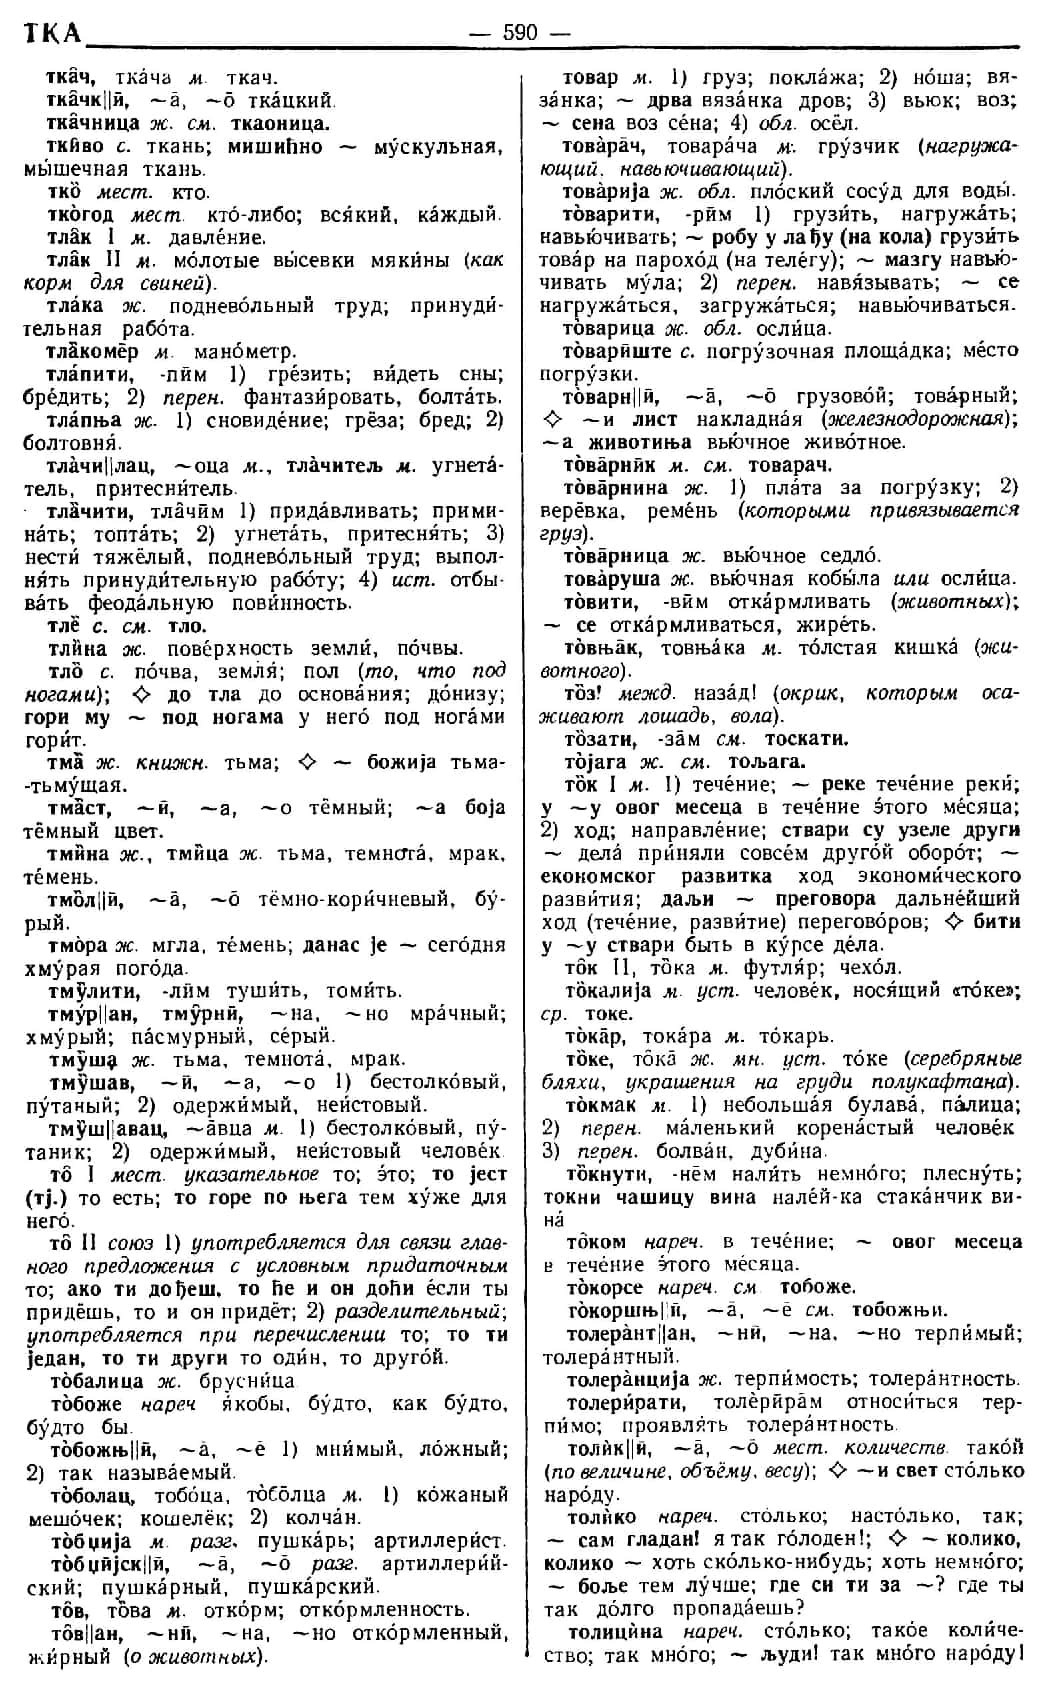 ТКА — 590 —
тка̑ч, тка́ча м. ткач.
тка̏чк||ӣ, ~а̄, ~о̄ тка́цкий.
тка̏чница ж. см. ткаоница.
тки̏во с. ткань; мишићно ~ му́скульная,
мы́шечная ткань.
тко̏ мест. кто.
тко̀год мест. кто́-либо; вся́кий, ка́ждый.
тла̑к I м. давле́ние.
тла̑к II м. мо́лотые вы́севки мяки́ны (как
корм для свиней).
тла́ка ж. поднево́льный труд; принуди́-
тельная рабо́та.
тла̏коме̄р м. мано́метр.
тла́пити, -пӣм 1) гре́зить; ви́деть сны;
бре́дить; 2) перен. фантази́ровать, болта́ть.
тла́пња ж. 1) сновиде́ние; грёза; бред; 2)
болтовня́.
тла̀чи||лац, ~оца м., тла̀читељ м. угнета́-
тель, притесни́тель.
тла̏чити, тла̏чӣм 1) прида́вливать; прими-
на́ть; топта́ть; 2) угнета́ть, притесня́ть; 3)
нести́ тяжёлый, поднево́льный труд; выпол-
ня́ть принуди́тельную рабо́ту; 4) ист. отбы-
ва́ть феода́льную пови́нность.
тле̏ с. см. тло.
тли̏на ж. пове́рхность земли́, по́чвы.
тло̏ с. по́чва, земля́; пол (то, что под
ногами); ◇ до тла до основа́ния; до́низу;
гори му ~ под ногама у него́ под нога́ми
гори́т.
тма̏ ж. книжн. тьма; ◇ ~ божија тьма-
-тьму́щая.
тма̏ст, ~ӣ, ~а, ~о тёмный; ~а боја
тёмный цвет.
тми̏на ж., тми̏ца ж. тьма, темнота́, мрак,
те́мень.
тмо̏л||ӣ, ~а̄, ~о̄ тёмно-кори́чневый, бу́-
рый.
тмо̀ра ж. мгла, те́мень; данас је ~ сего́дня
хму́рая пого́да.
тму̏лити, -лӣм туши́ть, томи́ть.
тму́р||ан, тму́рнӣ, ~на, ~но мра́чный;
хму́рый; па́смурный, се́рый.
тму̏ша ж. тьма, темнота́, мрак.
тму̏шав, ~ӣ, ~а, ~о 1) бестолко́вый,
пу́таный; 2) одержи́мый, неи́стовый.
тму̏ш||авац, ~а̄вца м. 1) бестолко́вый, пу́-
таник; 2) одержи́мый, неи́стовый челове́к
то̑ I мест. указательное то; э́то; то јест
(тј.) то есть; то горе по њега тем ху́же для
него́.
то̑ II союз 1) употребляется для связи глав-
ного предложения с условным придаточным
то; ако ти дођеш, то ће и он доћи е́сли ты
придёшь, то и он придёт; 2) разделительный;
употребляется при перечислении то; то ти
један, то ти други то оди́н, то друго́й.
то̀балица ж. брусни́ца
то̀боже нареч я́кобы, бу́дто, как бу́дто,
бу́дто бы.
то̀божњ||ӣ, ~а̄, ~е̄ 1) мни́мый, ло́жный;
2) так называ́емый.
то̀болац, тобо́ца, то̀бо̄лца м. 1) ко́жаный
мешо́чек; кошелёк; 2) колча́н.
то̀бџија м. разг. пушка́рь; артиллери́ст.
то̀бџӣјск||ӣ, ~а̄, ~о̄ разг. артиллери́й-
ский; пушка́рный, пушка́рский.
то̑в, то̏ва м. отко́рм; отко́рмленность.
то̏в||ан, ~нӣ, ~на, ~но отко́рмленный,
жи́рный (о животных).
товар м. 1) груз; покла́жа; 2) но́ша; вя-
за́нка; ~ дрва вяза́нка дров; 3) вьюк; воз;
~ сена воз се́на; 4) обл. осёл.
това̀ра̄ч, товара́ча м. гру́зчик (нагружа-
ющий, навьючивающий).
това̀рија ж. обл. пло́ский сосу́д для воды́.
то̀варити, -рӣм 1) грузи́ть, нагружа́ть;
навью́чивать; ~ робу у лађу (на кола) грузи́ть
това́р на парохо́д (на теле́гу); ~ мазгу навью́-
чивать му́ла; 2) перен. навя́зывать; ~ се
нагружа́ться, загружа́ться; навью́чиваться.
то̀варица ж. обл. осли́ца.
то̀варӣште с. погру́зочная площа́дка; ме́сто
погру́зки.
то̀варн||ӣ, ~а̄, ~о̄ грузово́й; това́рный;
◇ ~и лист накладна́я (железнодорожная);
~а животиња вью́чное живо́тное.
то̀ва̄рнӣк м. см. товарач.
то̀ва̄рнина ж. 1) пла́та за погру́зку; 2)
верёвка, реме́нь (которыми привязывается
груз).
то̀ва̄рница ж. вью́чное седло́.
това̀руша ж. вью́чная кобы́ла или осли́ца.
то̀вити, -вӣм отка́рмливать (животных);
~ се отка́рмливаться, жире́ть.
то̀вња̄к, товња́ка м. то́лстая кишка́ (жи-
вотного).
то̏з! межд. наза́д! (окрик, которым оса-
живают лошадь, вола).
то̏зати, -за̄м см. тоскати.
то̀јага ж. см. тољага.
то̏к I м. 1) тече́ние; ~ реке тече́ние реки́;
у ~у овог месеца в тече́ние э́того ме́сяца;
2) ход; направле́ние; ствари су узеле други
~ дела́ при́няли совсе́м друго́й оборо́т; ~
економског развитка ход экономи́ческого
разви́тия; даљи ~ преговора дальне́йший
ход (тече́ние, разви́тие) перегово́ров; ◇ бити
у ~у ствари быть в ку́рсе де́ла.
то̑к II, то̏ка м. футля́р; чехо́л.
то̀калија м. уст. челове́к, нося́щий «то́ке»;
ср. токе.
то̀ка̄р, тока́ра м. то́карь.
то̏ке, то̏ка̄ ж. мн. уст. то́ке (серебряные
бляхи, украшения на груди полукафтана).
то̀кмак м. 1) небольша́я булава́, па́лица;
2) перен. ма́ленький корена́стый челове́к
3) перен. болва́н, дуби́на.
то̏кнути, -не̄м нали́ть немно́го; плесну́ть;
токни чашицу вина нале́й-ка стака́нчик ви-
на́
то̏ком нареч. в тече́ние; ~ овог месеца
в тече́ние э́того ме́сяца.
то̀корсе нареч. см тобоже.
то̀коршњ||ӣ, ~а̄, ~е̄ см. тобожњи.
толера̀нт||ан, ~нӣ, ~на, ~но терпи́мый;
толера́нтный.
толера̀нција ж. терпи́мость; толера́нтность.
толери́рати, толѐрӣра̄м относи́ться тер-
пи́мо; проявля́ть толера́нтность.
толи̏к||ӣ, ~а̄, ~о̄ мест. количеств. тако́й
(по величине, объёму, весу); ◇ ~и свет сто́лько
наро́ду.
толи̏ко нареч. сто́лько; насто́лько, так;
~ сам гладан! я так го́лоден!; ◇ ~ колико,
колико ~ хоть ско́лько-нибудь; хоть немно́го;
~ боље тем лу́чше; где си ти за ~? где ты
так до́лго пропада́ешь?
толици̏на нареч. сто́лько; тако́е коли́че-
ство; так мно́го; ~ људи! так мно́го наро́ду!